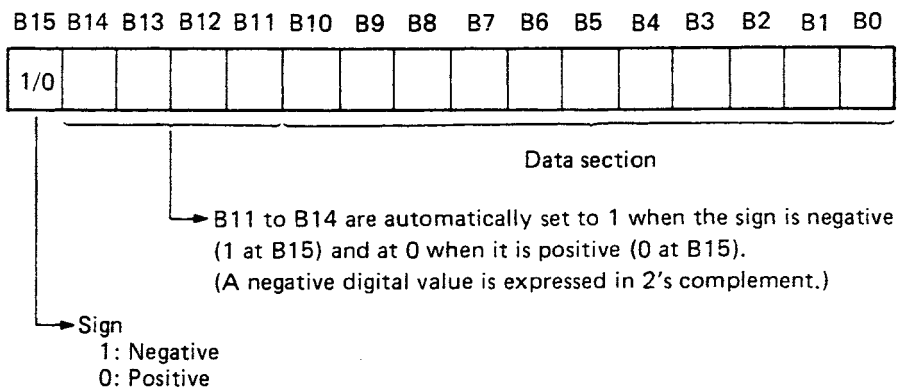 B15 B14 B13 B12 B11 B10 B9 B8 B7 B6 B5 B4 B3 B2 B1 B0
1/0
Data section
B11 to B14 are automatically set to 1 when the sign is negative
(1 at B15) and at 0 when it is positive (0 at B15).
(A negative digital value is expressed in 2's complement.)
Sign
1: Negative
0: Positive